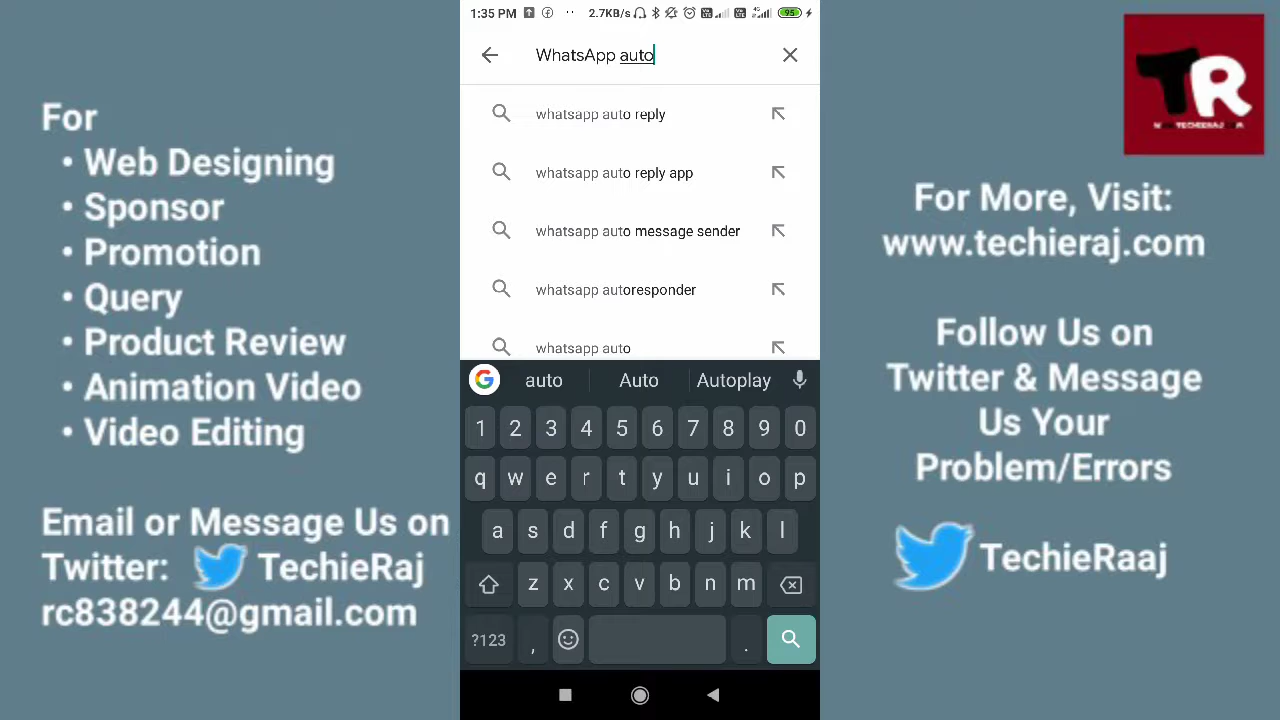 For
• Web Designing
• Sponsor
• Promotion
• Query
• Product Review
• Animation Video
• Video Editing
Email or Message Us on
Twitter: TechieRaj
rc838244@gmail.com
1:35 PM 2.7KB/s 4G 95
WhatsApp auto
whatsapp auto reply
whatsapp auto reply app
whatsapp auto message sender
whatsapp autoresponder
whatsapp auto
G auto Auto Autoplay
1 2 3 4 5 6 7 8 9 0
q w e r t y u i o p
a s d f g h j k l
z x c v b n m
?123 , .
TR
For More, Visit:
www.techieraj.com
Follow Us on
Twitter & Message
Us Your
Problem/Errors
TechieRaaj